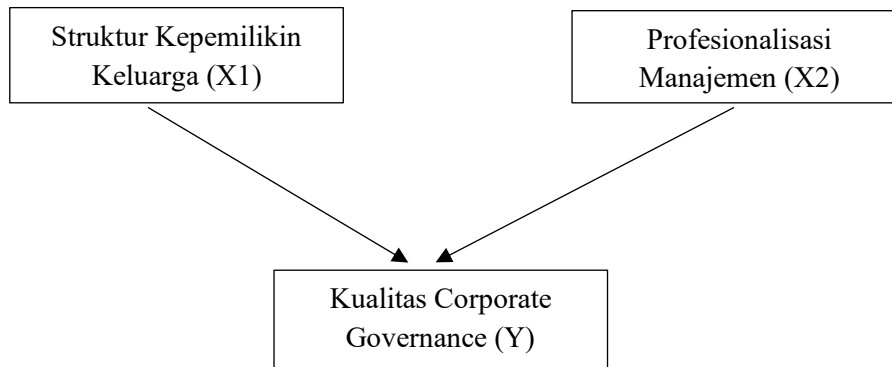 Struktur Kepemilikin
Keluarga (X1)
Profesionalisasi
Manajemen (X2)
Kualitas Corporate
Governance (Y)